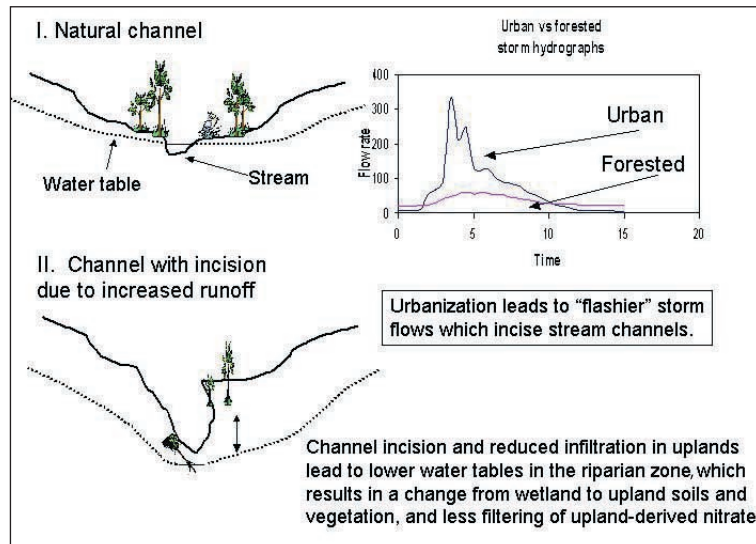 I. Natural channel
Water table
Stream
Urban vs forested
storm hydrographs
400
300
200
100
0
Flow rate
Urban
Forested
0
5
10
15
20
Time
II. Channel with incision
due to increased runoff
Urbanization leads to “flashier” storm
flows which incise stream channels.
Channel incision and reduced infiltration in uplands
lead to lower water tables in the riparian zone, which
results in a change from wetland to upland soils and
vegetation, and less filtering of upland-derived nitrate